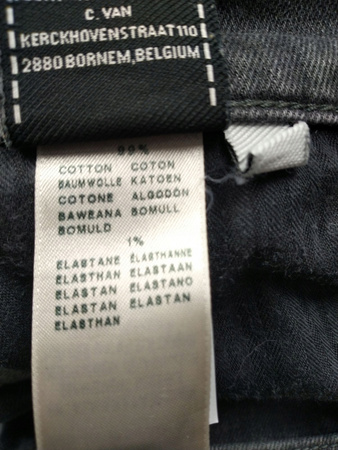 C. VAN
KERCKHOVENSTRAAT 110
2880 BORNEM, BELGIUM
99%
COTTON COTON
BAUMWOLLE KATOEN
COTONE ALGODÓN
BAWEŁNA BOMULL
BOMULD
1%
ELASTANE ÉLASTHANNE
ELASTHAN ELASTAAN
ELASTAN ELASTANO
ELASTAN ELASTAN
ELASTHAN